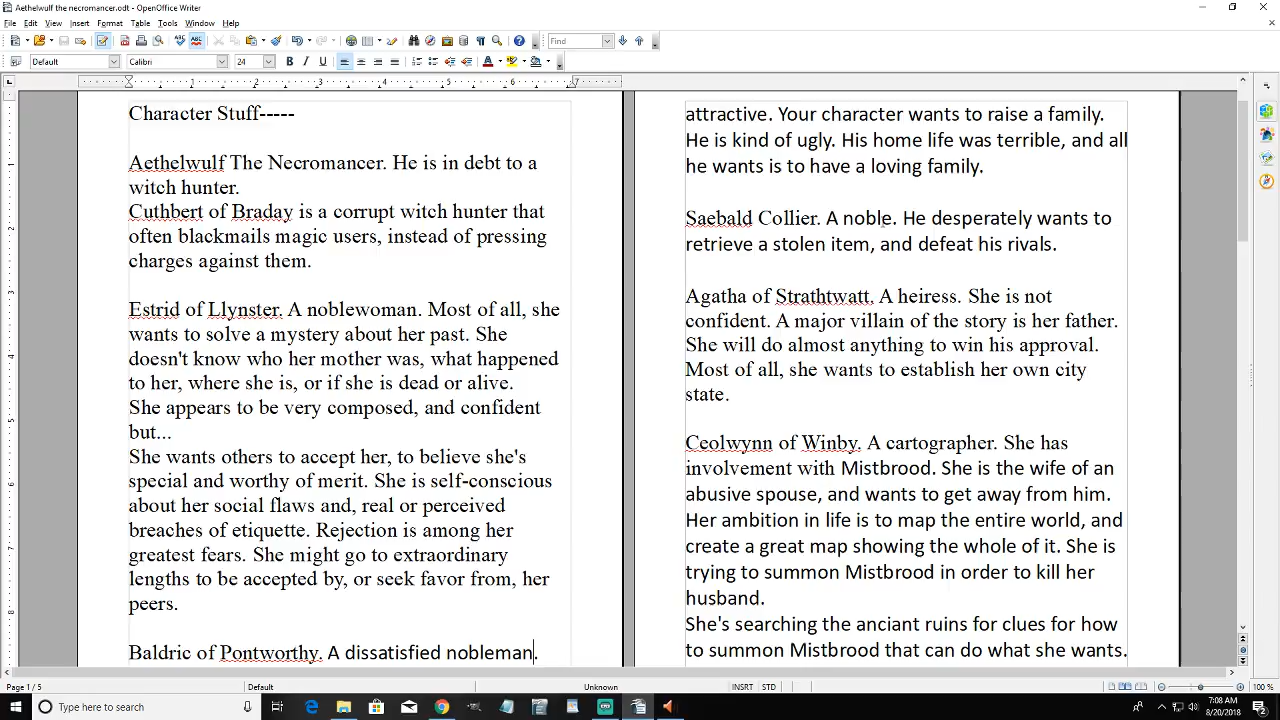 Aethelwulf the necromancer.odt - OpenOffice Writer
File Edit View Insert Format Table Tools Window Help
Find
Default Calibri 24
1 2 3 4 5 6 7
Character Stuff-----
Aethelwulf The Necromancer. He is in debt to a
witch hunter.
Cuthbert of Braday is a corrupt witch hunter that
often blackmails magic users, instead of pressing
charges against them.
Estrid of Llynster. A noblewoman. Most of all, she
wants to solve a mystery about her past. She
doesn't know who her mother was, what happened
to her, where she is, or if she is dead or alive.
She appears to be very composed, and confident
but...
She wants others to accept her, to believe she's
special and worthy of merit. She is self-conscious
about her social flaws and, real or perceived
breaches of etiquette. Rejection is among her
greatest fears. She might go to extraordinary
lengths to be accepted by, or seek favor from, her
peers.
Baldric of Pontworthy. A dissatisfied nobleman.
attractive. Your character wants to raise a family.
He is kind of ugly. His home life was terrible, and all
he wants is to have a loving family.
Saebald Collier. A noble. He desperately wants to
retrieve a stolen item, and defeat his rivals.
Agatha of Strathtwatt. A heiress. She is not
confident. A major villain of the story is her father.
She will do almost anything to win his approval.
Most of all, she wants to establish her own city
state.
Ceolwynn of Winby. A cartographer. She has
involvement with Mistbrood. She is the wife of an
abusive spouse, and wants to get away from him.
Her ambition in life is to map the entire world, and
create a great map showing the whole of it. She is
trying to summon Mistbrood in order to kill her
husband.
She's searching the anciant ruins for clues for how
to summon Mistbrood that can do what she wants.
Page 1 / 5 Default Unknown INSRT STD 100 %
Type here to search
7:08 AM
8/20/2018